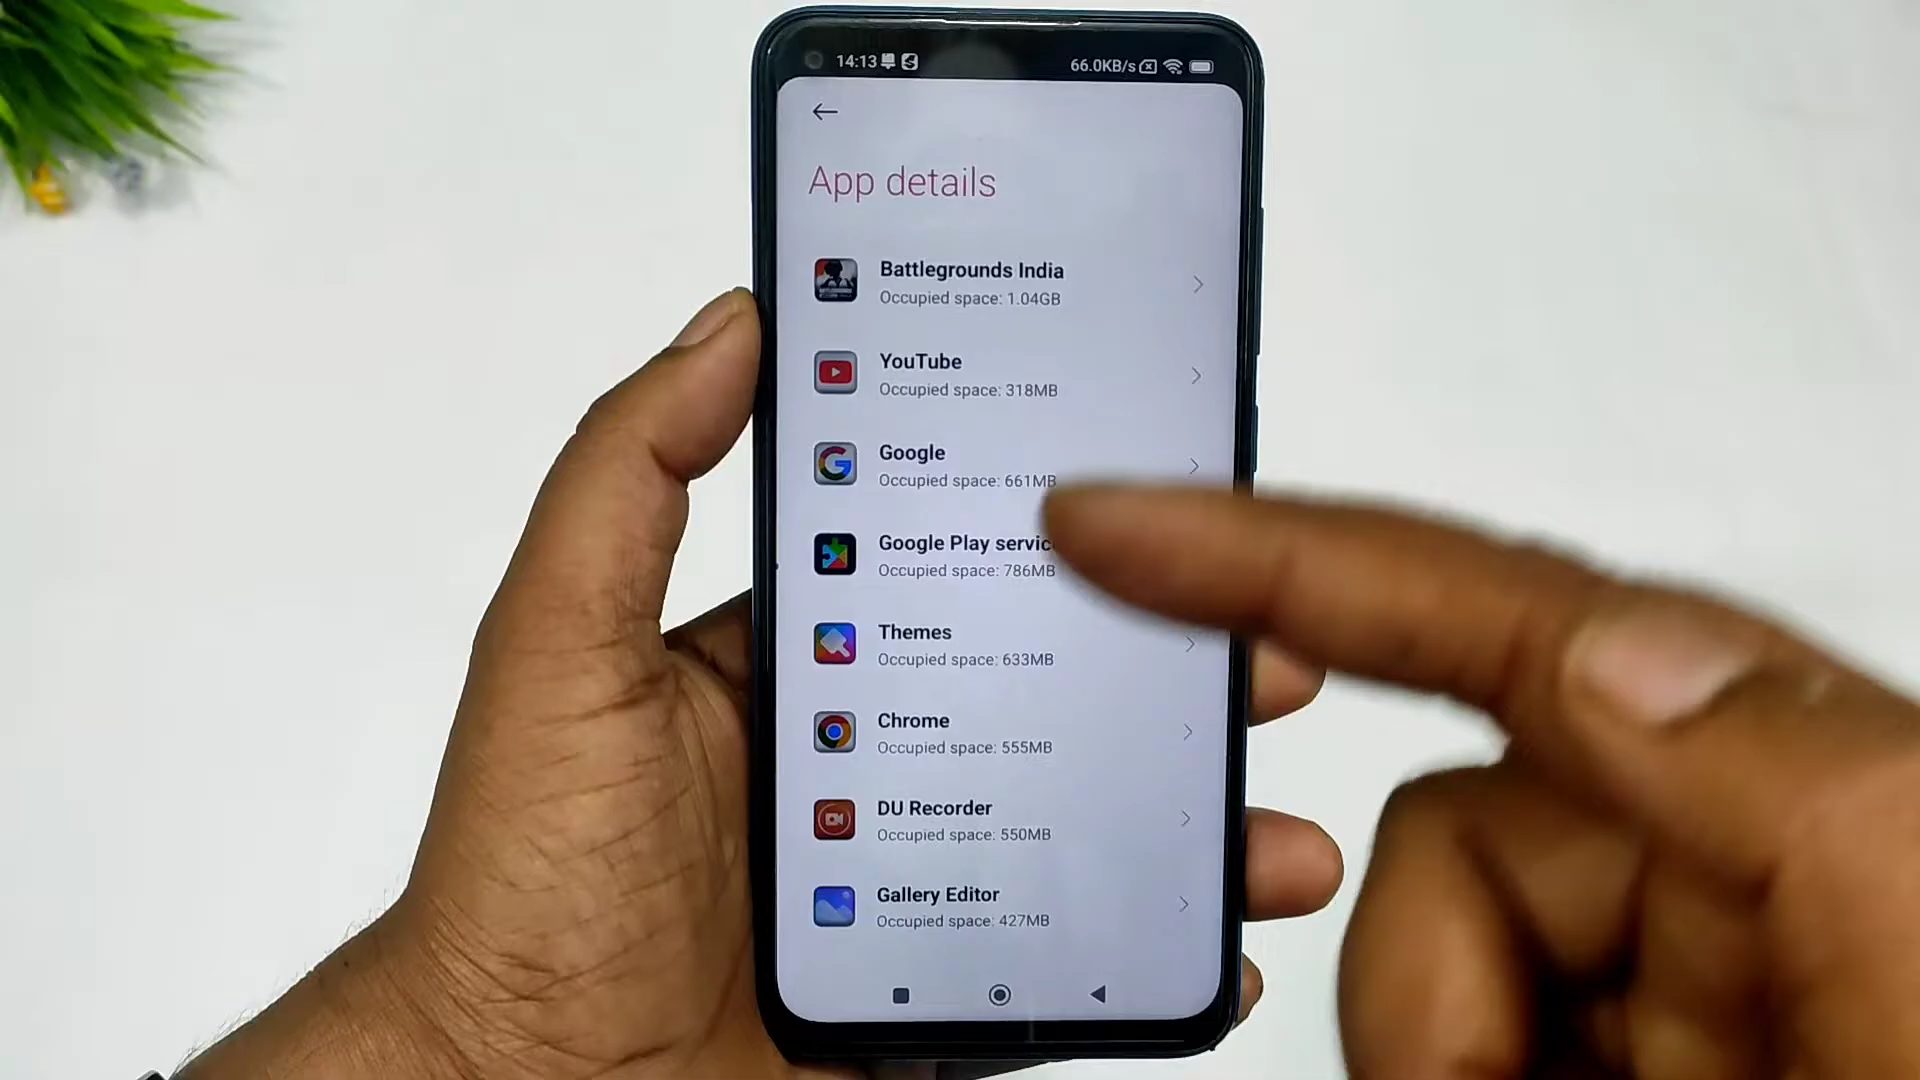 14:13
66.0KB/s
App details
Battlegrounds India
Occupied space: 1.04GB
YouTube
Occupied space: 318MB
Google
Occupied space: 661MB
Google Play servic
Occupied space: 786MB
Themes
Occupied space: 633MB
Chrome
Occupied space: 555MB
DU Recorder
Occupied space: 550MB
Gallery Editor
Occupied space: 427MB